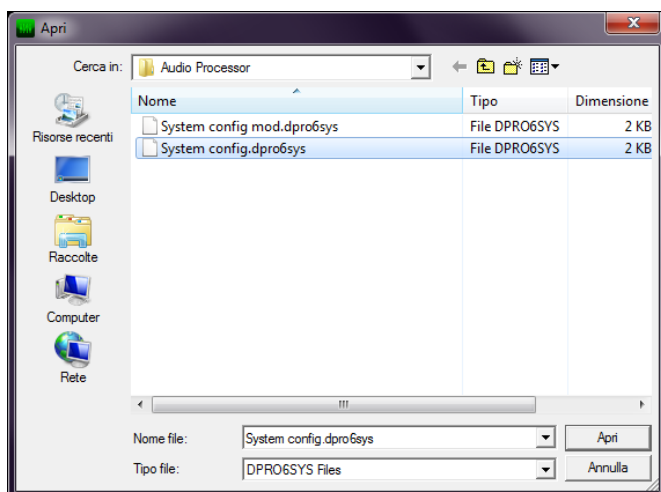 Apri
Cerca in: Audio Processor
Nome Tipo Dimensione
System config mod.dpro6sys File DPRO6SYS 2 KB
System config.dpro6sys File DPRO6SYS 2 KB
Risorse recenti
Desktop
Raccolte
Computer
Rete
Nome file: System config.dpro6sys Apri
Tipo file: DPRO6SYS Files Annulla